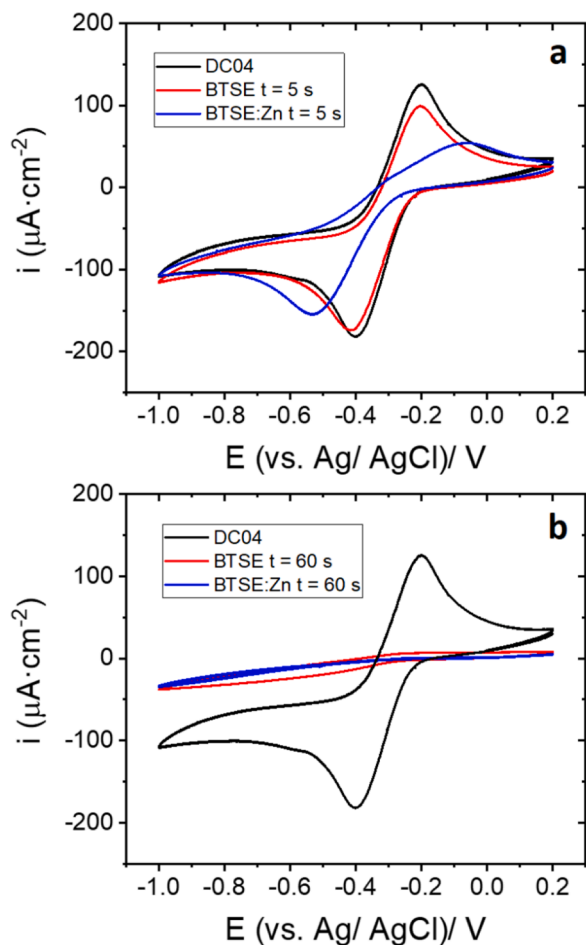 a
DC04
BTSE t = 5 s
BTSE:Zn t = 5 s
200
100
0
-100
-200
i (μA·cm⁻²)
-1.0 -0.8 -0.6 -0.4 -0.2 0.0 0.2
E (vs. Ag/ AgCl)/ V
b
DC04
BTSE t = 60 s
BTSE:Zn t = 60 s
200
100
0
-100
-200
i (μA·cm⁻²)
-1.0 -0.8 -0.6 -0.4 -0.2 0.0 0.2
E (vs. Ag/ AgCl)/ V